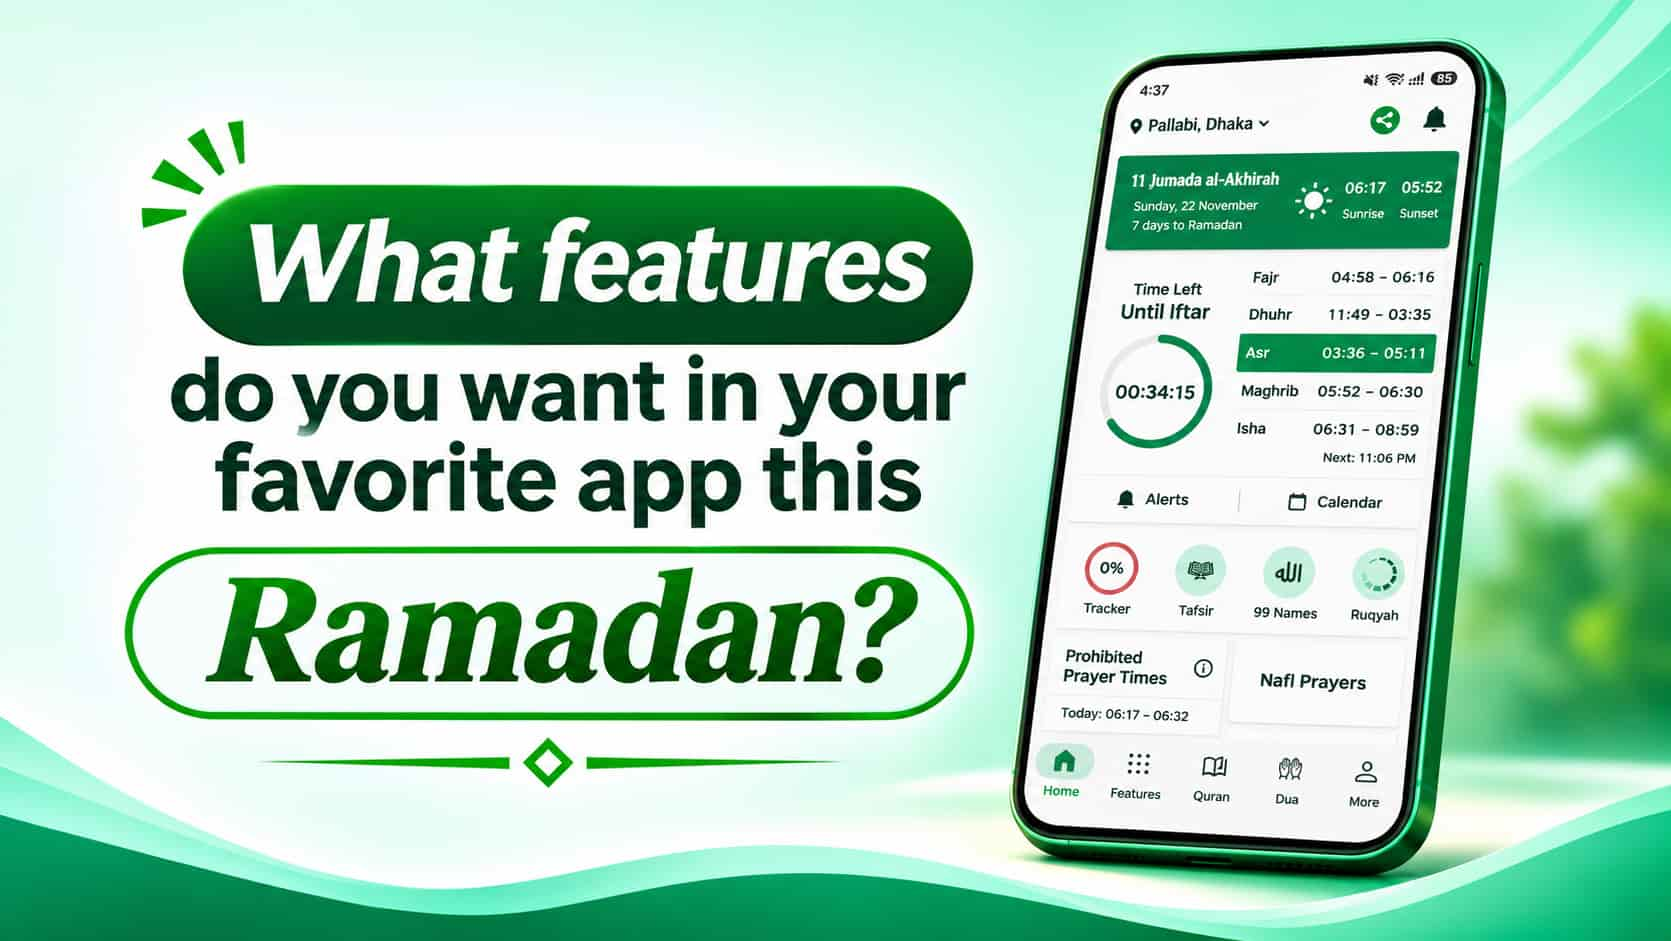 What features
do you want in your
favorite app this
Ramadan?
4:37
85
Pallabi, Dhaka
11 Jumada al-Akhirah
Sunday, 22 November
7 days to Ramadan
06:17 05:52
Sunrise Sunset
Time Left
Until Iftar
00:34:15
Fajr 04:58 - 06:16
Dhuhr 11:49 - 03:35
Asr 03:36 - 05:11
Maghrib 05:52 - 06:30
Isha 06:31 - 08:59
Next: 11:06 PM
Alerts
Calendar
0%
الله
Tracker
Tafsir
99 Names
Ruqyah
Prohibited
Prayer Times
Today: 06:17 - 06:32
Nafl Prayers
Home
Features
Quran
Dua
More